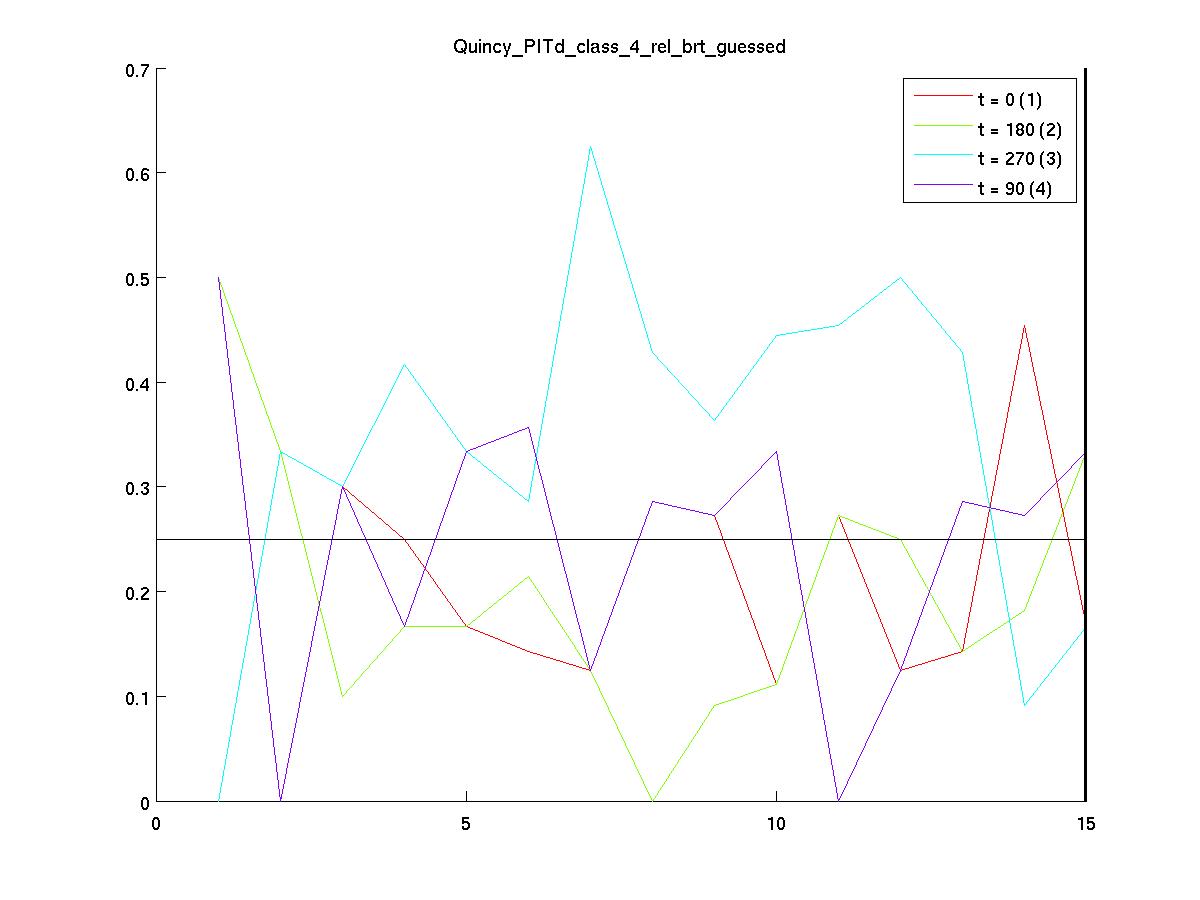 Quincy_PITd_class_4_rel_brt_guessed
0.7
0.6
0.5
0.4
0.3
0.2
0.1
0
0
5
10
15
t = 0 (1)
t = 180 (2)
t = 270 (3)
t = 90 (4)